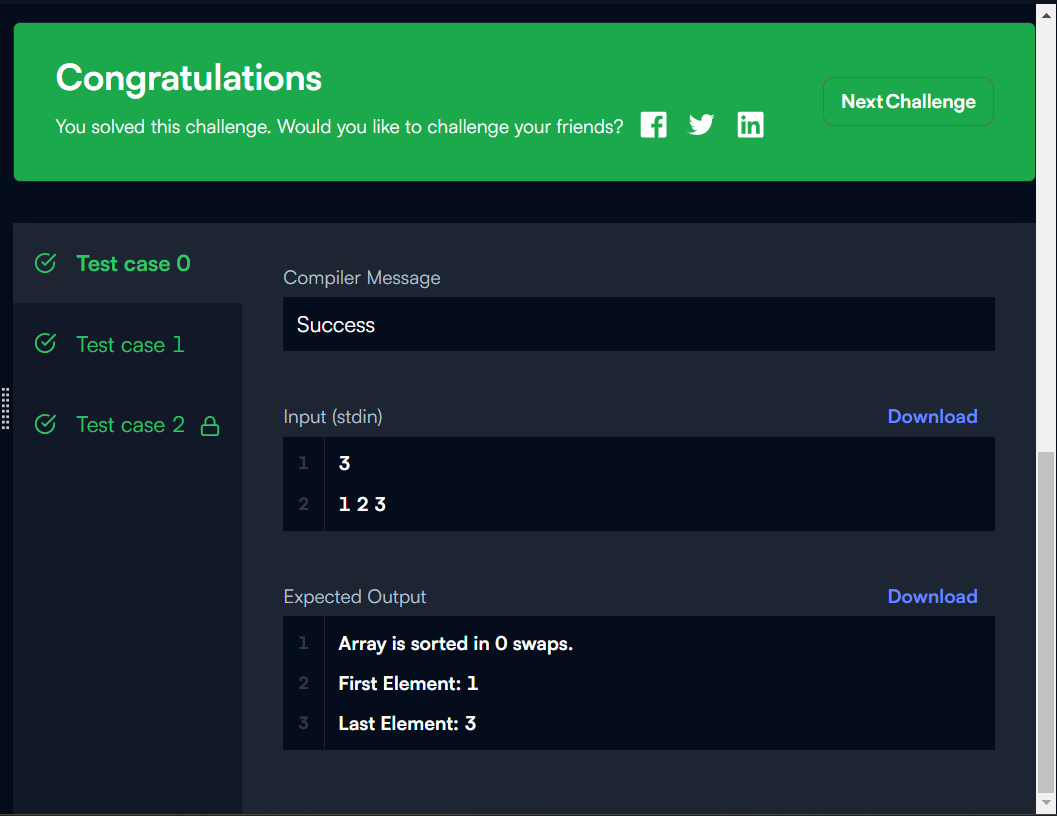 Congratulations
You solved this challenge. Would you like to challenge your friends?
Next Challenge
Test case 0
Test case 1
Test case 2
Compiler Message
Success
Input (stdin)
Download
1 3
2 1 2 3
Expected Output
Download
1 Array is sorted in 0 swaps.
2 First Element: 1
3 Last Element: 3